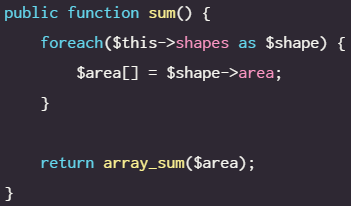 public function sum() {
    foreach($this->shapes as $shape) {
        $area[] = $shape->area;
    }

    return array_sum($area);
}